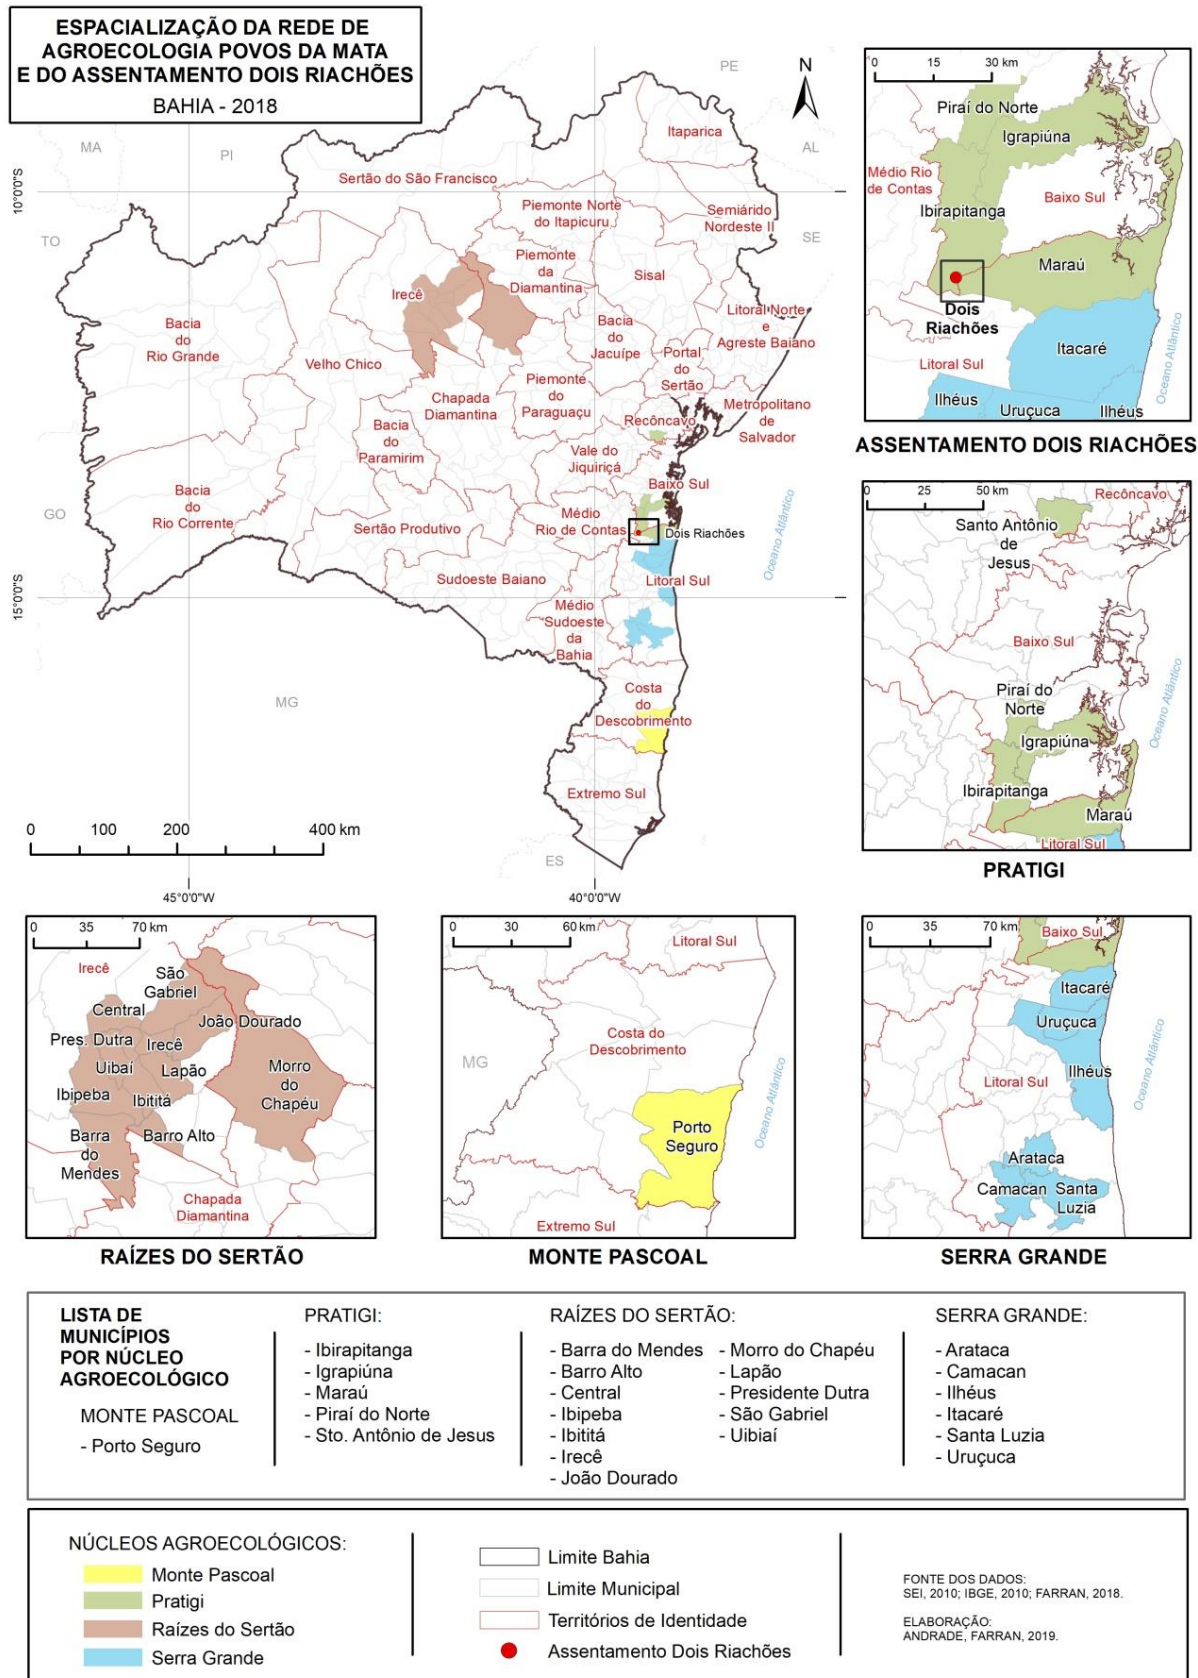 ESPACIALIZAÇÃO DA REDE DE
AGROECOLOGIA POVOS DA MATA
E DO ASSENTAMENTO DOIS RIACHÕES
BAHIA - 2018
N
PE
MA
PI
AL
TO
SE
GO
MG
ES
10°0'0"S
15°0'0"S
45°0'0"W
40°0'0"W
Itaparica
Sertão do São Francisco
Piemonte Norte
do Itapicuru
Semiárido
Nordeste II
Piemonte
da
Diamantina
Sisal
Irecê
Bacia
do
Rio Grande
Velho Chico
Bacia
do
Jacuípe
Litoral Norte
e
Agreste Baiano
Portal
do
Sertão
Chapada
Diamantina
Piemonte
do
Paraguaçu
Metropolitano
de
Salvador
Recôncavo
Bacia
do
Paramirim
Vale do
Jiquiriçá
Baixo Sul
Bacia
do
Rio Corrente
Sertão Produtivo
Médio
Rio de Contas
Dois Riachões
Oceano Atlântico
Sudoeste Baiano
Litoral Sul
Médio
Sudoeste
da
Bahia
Costa
do
Descobrimento
Extremo Sul
0 100 200 400 km
0 15 30 km
Piraí do Norte
Igrapiúna
Médio Rio
de Contas
Baixo Sul
Ibirapitanga
Maraú
Dois
Riachões
Itacaré
Litoral Sul
Ilhéus
Uruçuca
Ilhéus
Oceano Atlântico
ASSENTAMENTO DOIS RIACHÕES
0 25 50 km
Recôncavo
Santo Antônio
de
Jesus
Baixo Sul
Piraí do
Norte
Igrapiúna
Ibirapitanga
Maraú
Litoral Sul
Oceano Atlântico
PRATIGI
0 35 70 km
Irecê
São
Gabriel
Central
João Dourado
Pres. Dutra
Irecê
Uibaí
Lapão
Morro
do
Chapéu
Ibipeba
Ibititá
Barra
do
Mendes
Barro Alto
Chapada
Diamantina
RAÍZES DO SERTÃO
0 30 60 km
Litoral Sul
Costa do
Descobrimento
MG
Porto
Seguro
Extremo Sul
Oceano Atlântico
MONTE PASCOAL
0 35 70 km
Baixo Sul
Itacaré
Uruçuca
Ilhéus
Litoral Sul
Arataca
Camacan
Santa
Luzia
Oceano Atlântico
SERRA GRANDE
LISTA DE
MUNICÍPIOS
POR NÚCLEO
AGROECOLÓGICO
MONTE PASCOAL
- Porto Seguro
PRATIGI:
- Ibirapitanga
- Igrapiúna
- Maraú
- Piraí do Norte
- Sto. Antônio de Jesus
RAÍZES DO SERTÃO:
- Barra do Mendes
- Barro Alto
- Central
- Ibipeba
- Ibititá
- Irecê
- João Dourado
- Morro do Chapéu
- Lapão
- Presidente Dutra
- São Gabriel
- Uibiaí
SERRA GRANDE:
- Arataca
- Camacan
- Ilhéus
- Itacaré
- Santa Luzia
- Uruçuca
NÚCLEOS AGROECOLÓGICOS:
Monte Pascoal
Pratigi
Raízes do Sertão
Serra Grande
Limite Bahia
Limite Municipal
Territórios de Identidade
Assentamento Dois Riachões
FONTE DOS DADOS:
SEI, 2010; IBGE, 2010; FARRAN, 2018.
ELABORAÇÃO:
ANDRADE, FARRAN, 2019.